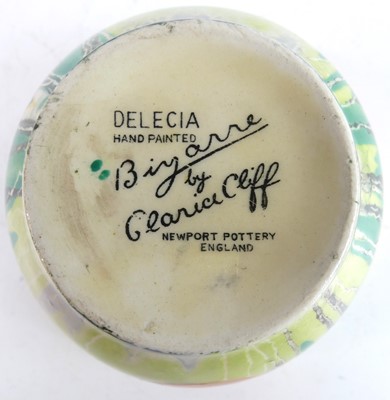 DELECIA
HAND PAINTED
Bizarre
by
Clarice Cliff
NEWPORT POTTERY
ENGLAND